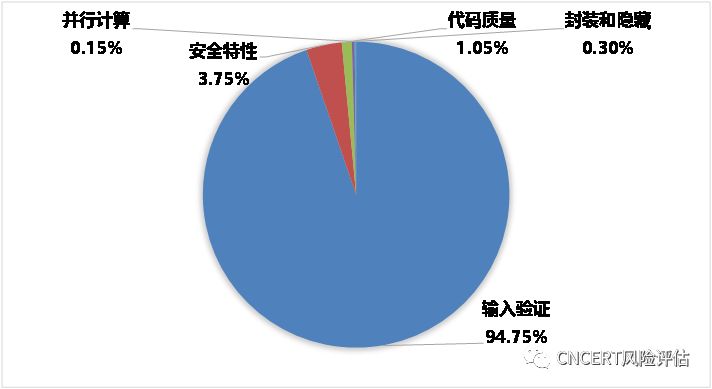 并行计算
0.15%
安全特性
3.75%
代码质量
1.05%
封装和隐藏
0.30%
输入验证
94.75%
CNCERT风险评估